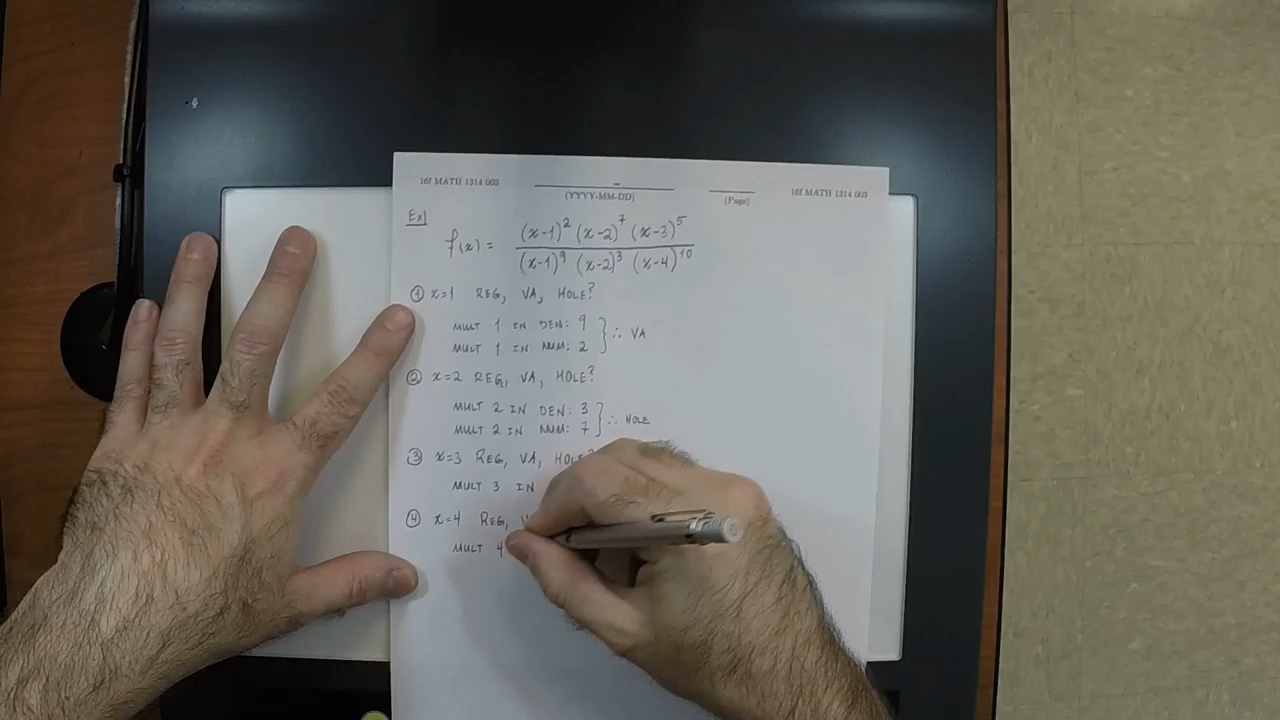 16f MATH 1314 003 (YYYY-MM-DD) (Page) 16f MATH 1314 003
Ex]
f(x) = (x-1)² (x-2)⁷ (x-3)⁵ / (x-1)⁹ (x-2)³ (x-4)¹⁰
① x=1 REG, VA, HOLE?
MULT 1 IN DEN: 9
MULT 1 IN NUM: 2 } ∴ VA
② x=2 REG, VA, HOLE?
MULT 2 IN DEN: 3
MULT 2 IN NUM: 7 } ∴ HOLE
③ x=3 REG, VA, HOLE?
MULT 3 IN
④ x=4 REG,
MULT 4